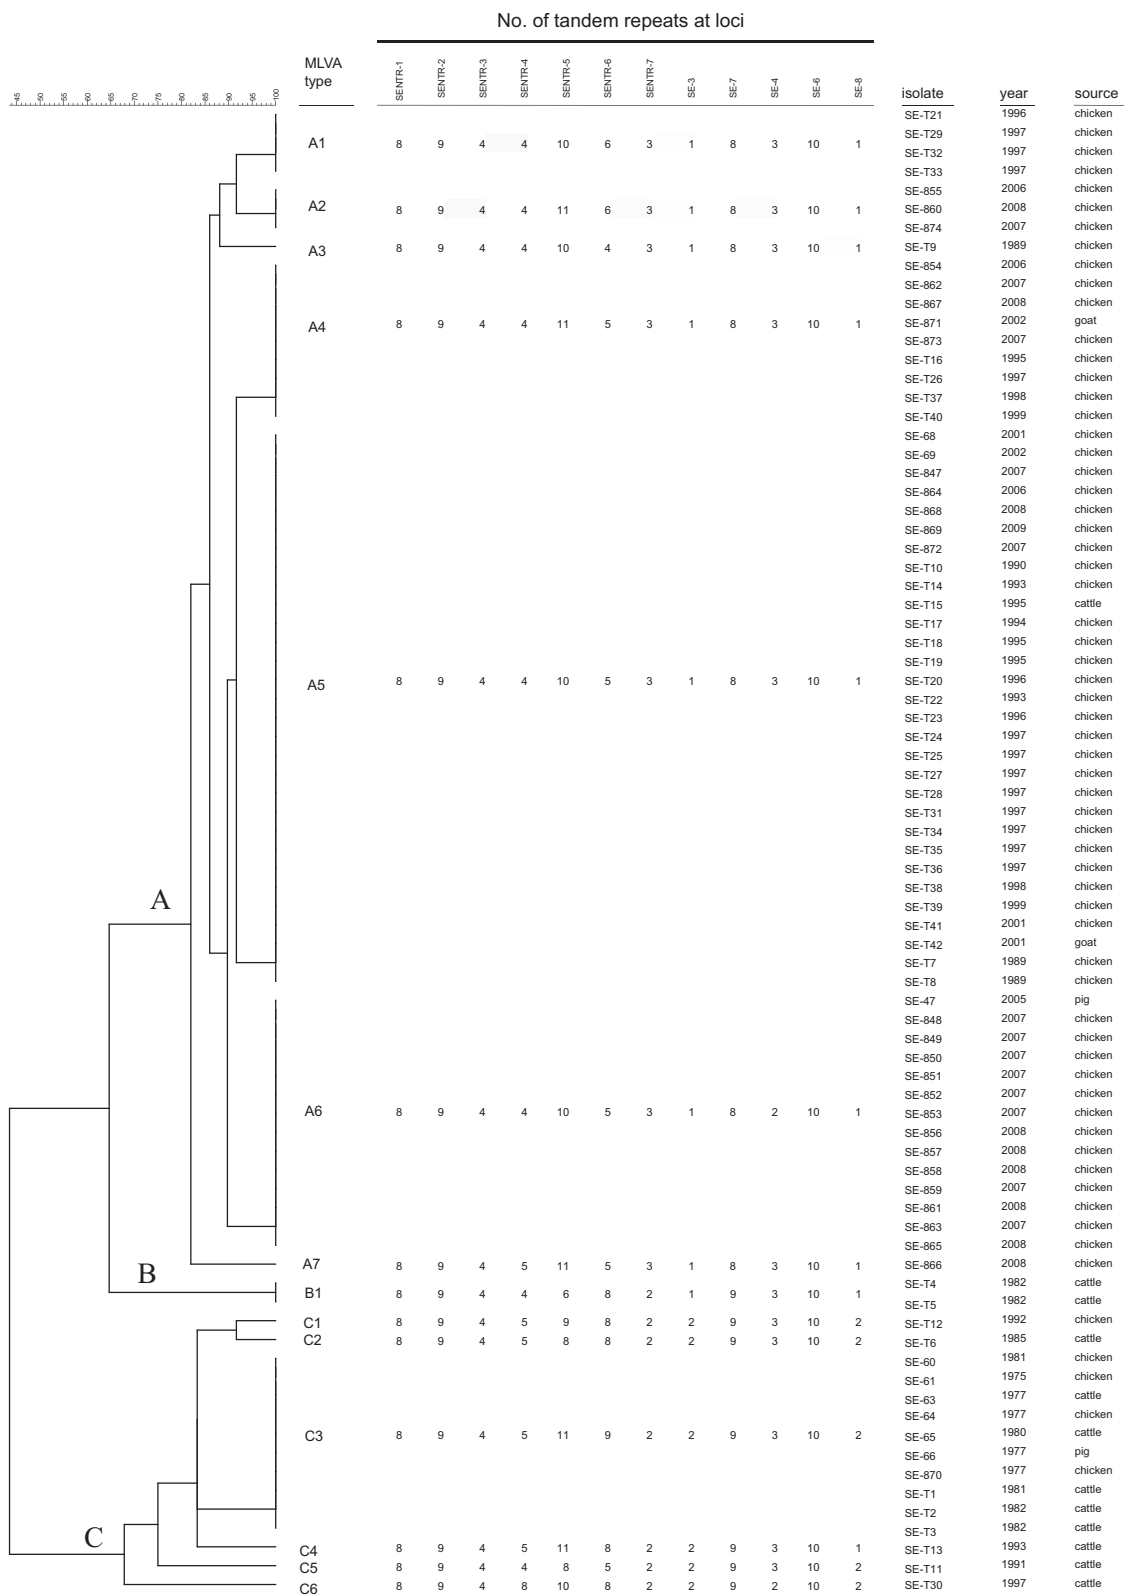 No. of tandem repeats at loci
45 50 55 60 65 70 75 80 85 90 95 100
MLVA type
SENTR-1 SENTR-2 SENTR-3 SENTR-4 SENTR-5 SENTR-6 SENTR-7 SE-3 SE-7 SE-4 SE-6 SE-8
isolate year source
SE-T21 1996 chicken
SE-T29 1997 chicken
A1 8 9 4 4 10 6 3 1 8 3 10 1
SE-T32 1997 chicken
SE-T33 1997 chicken
SE-855 2006 chicken
A2 8 9 4 4 11 6 3 1 8 3 10 1 SE-860 2008 chicken
SE-874 2007 chicken
A3 8 9 4 4 10 4 3 1 8 3 10 1 SE-T9 1989 chicken
SE-854 2006 chicken
SE-862 2007 chicken
SE-867 2008 chicken
A4 8 9 4 4 11 5 3 1 8 3 10 1 SE-871 2002 goat
SE-873 2007 chicken
SE-T16 1995 chicken
SE-T26 1997 chicken
SE-T37 1998 chicken
SE-T40 1999 chicken
SE-68 2001 chicken
SE-69 2002 chicken
SE-847 2007 chicken
SE-864 2006 chicken
SE-868 2008 chicken
SE-869 2009 chicken
SE-872 2007 chicken
SE-T10 1990 chicken
SE-T14 1993 chicken
SE-T15 1995 cattle
SE-T17 1994 chicken
SE-T18 1995 chicken
SE-T19 1995 chicken
A5 8 9 4 4 10 5 3 1 8 3 10 1 SE-T20 1996 chicken
SE-T22 1993 chicken
SE-T23 1996 chicken
SE-T24 1997 chicken
SE-T25 1997 chicken
SE-T27 1997 chicken
SE-T28 1997 chicken
SE-T31 1997 chicken
SE-T34 1997 chicken
SE-T35 1997 chicken
SE-T36 1997 chicken
SE-T38 1998 chicken
A SE-T39 1999 chicken
SE-T41 2001 chicken
SE-T42 2001 goat
SE-T7 1989 chicken
SE-T8 1989 chicken
SE-47 2005 pig
SE-848 2007 chicken
SE-849 2007 chicken
SE-850 2007 chicken
SE-851 2007 chicken
SE-852 2007 chicken
A6 8 9 4 4 10 5 3 1 8 2 10 1 SE-853 2007 chicken
SE-856 2008 chicken
SE-857 2008 chicken
SE-858 2008 chicken
SE-859 2007 chicken
SE-861 2008 chicken
SE-863 2007 chicken
SE-865 2008 chicken
A7 8 9 4 5 11 5 3 1 8 3 10 1 SE-866 2008 chicken
B SE-T4 1982 cattle
B1 8 9 4 4 6 8 2 1 9 3 10 1
SE-T5 1982 cattle
C1 8 9 4 5 9 8 2 2 9 3 10 2 SE-T12 1992 chicken
C2 8 9 4 5 8 8 2 2 9 3 10 2 SE-T6 1985 cattle
SE-60 1981 chicken
SE-61 1975 chicken
SE-63 1977 cattle
SE-64 1977 chicken
C3 8 9 4 5 11 9 2 2 9 3 10 2 SE-65 1980 cattle
SE-66 1977 pig
SE-870 1977 chicken
SE-T1 1981 cattle
SE-T2 1982 cattle
SE-T3 1982 cattle
C
C4 8 9 4 5 11 8 2 2 9 3 10 1 SE-T13 1993 cattle
C5 8 9 4 4 8 5 2 2 9 3 10 2 SE-T11 1991 cattle
C6 8 9 4 8 10 8 2 2 9 2 10 2 SE-T30 1997 cattle